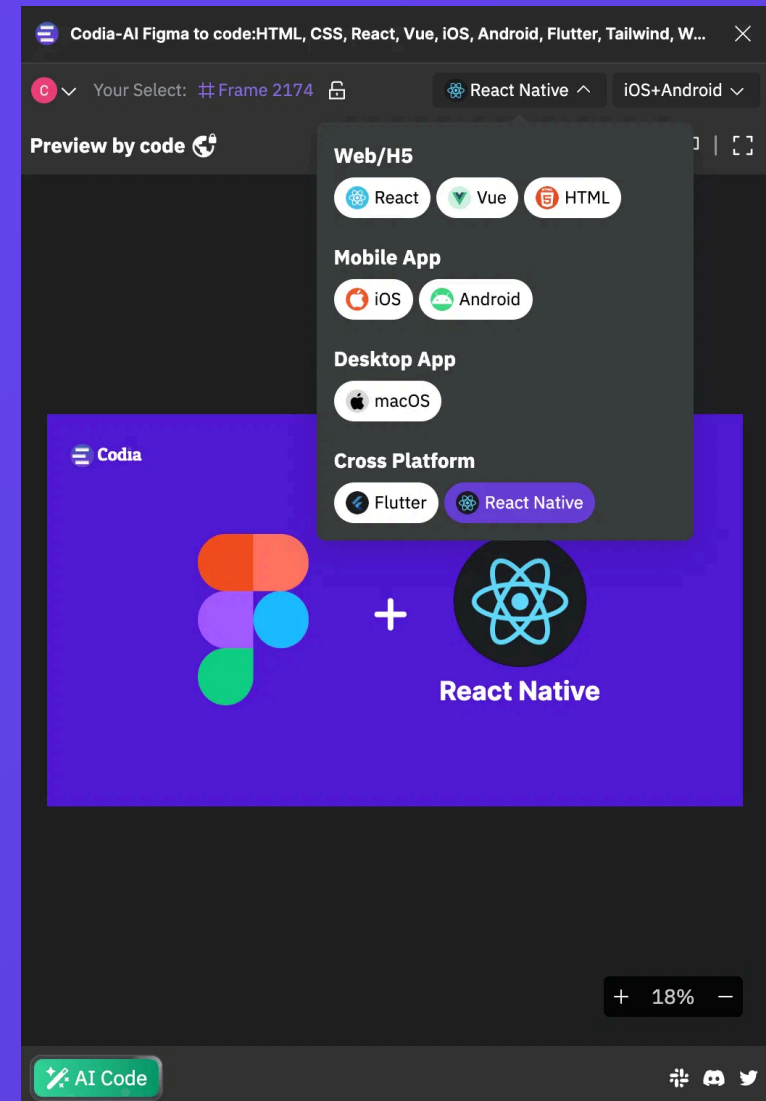 Codia-AI Figma to code:HTML, CSS, React, Vue, iOS, Android, Flutter, Tailwind, W...
C Your Select: Frame 2174 React Native iOS+Android
Preview by code
Web/H5
React Vue HTML
Mobile App
iOS Android
Desktop App
macOS
Codia
Cross Platform
Flutter React Native
+
React Native
+ 18% −
AI Code